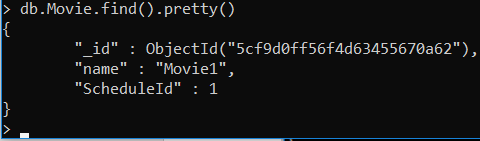 > db.Movie.find().pretty()
{
"_id" : ObjectId("5cf9d0ff56f4d63455670a62"),
"name" : "Movie1",
"ScheduleId" : 1
}
>